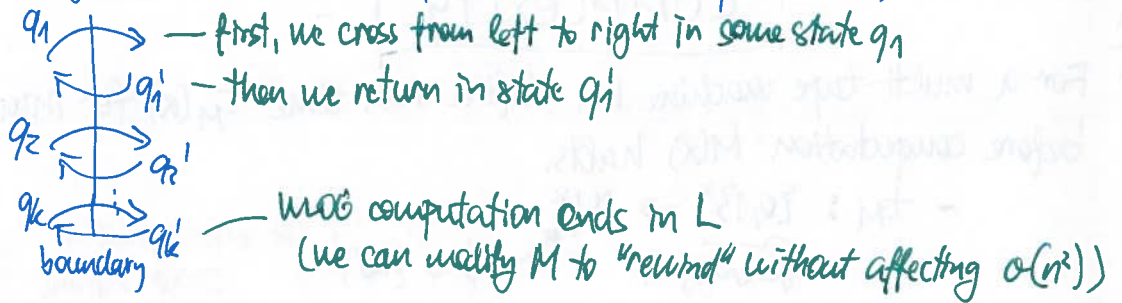 q₁ — first, we cross from left to right in some state q₁
q₁' — then we return in state q₁'
q₂
q₂'
qₖ qₖ' — WLOG computation ends in L
boundary (we can modify M to "rewind" without affecting o(n²))